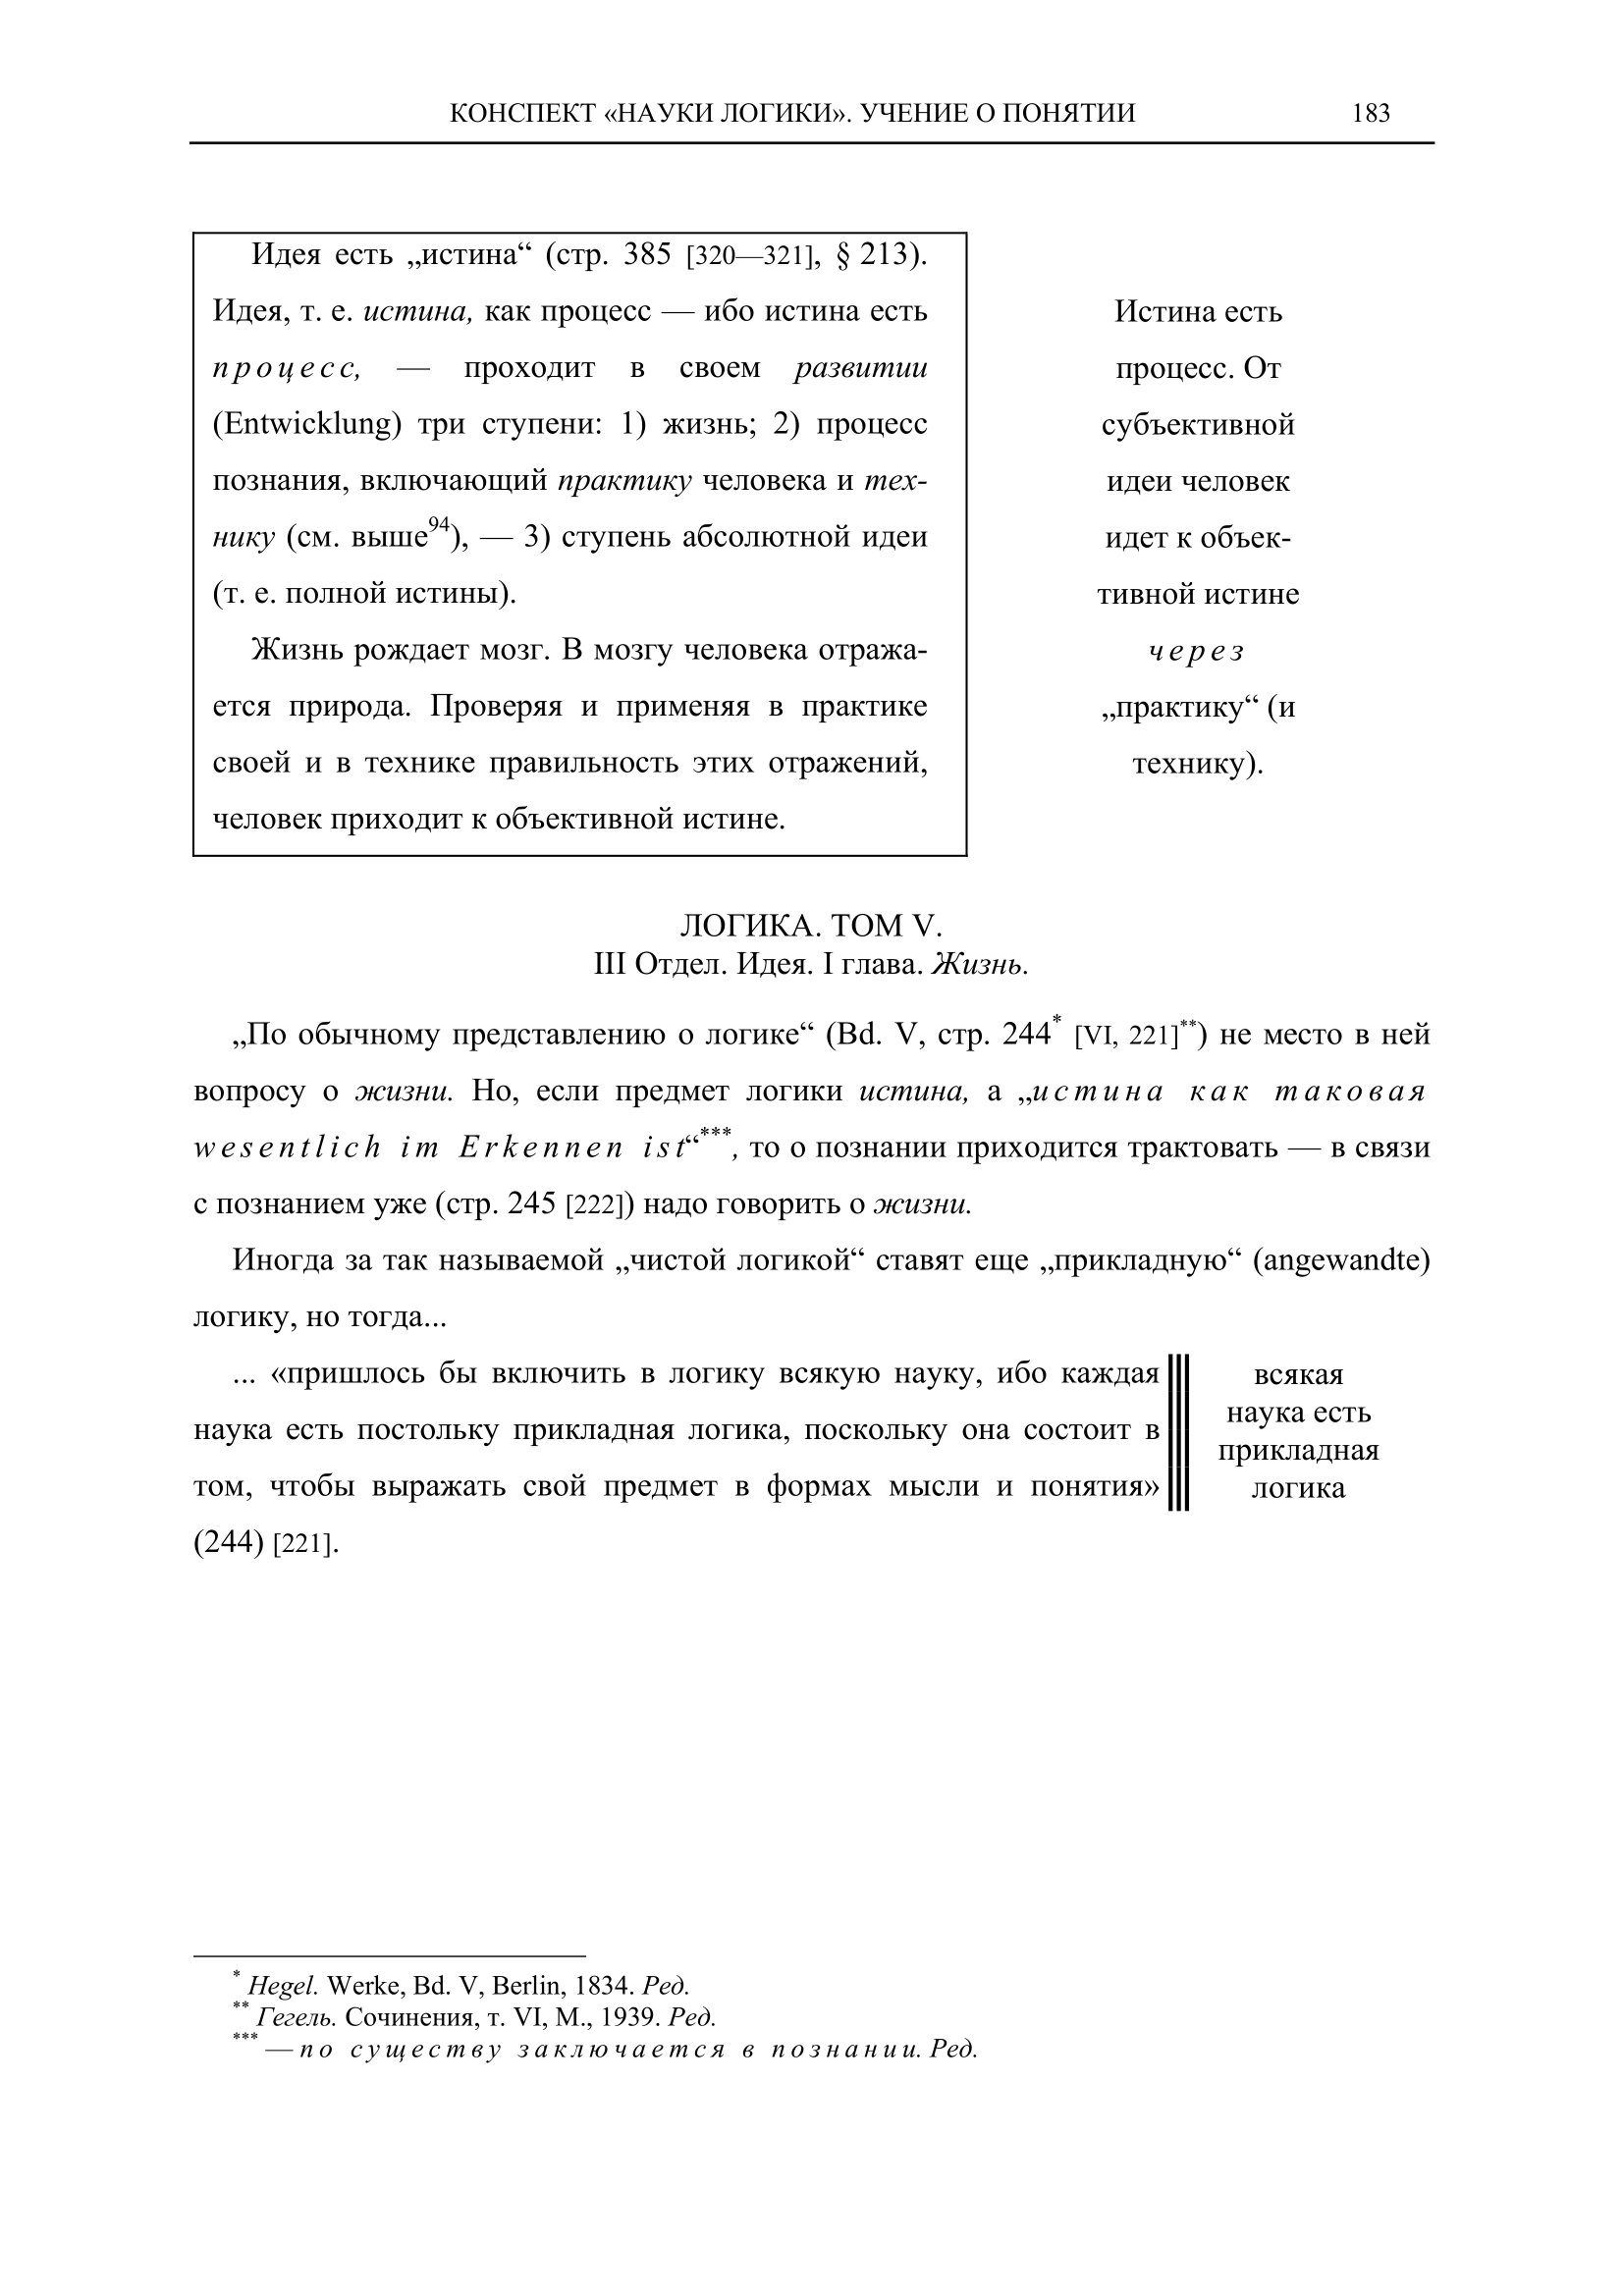 КОНСПЕКТ «НАУКИ ЛОГИКИ». УЧЕНИЕ О ПОНЯТИИ 183
Идея есть „истина“ (стр. 385 [320—321], § 213).
Идея, т. е. истина, как процесс — ибо истина есть
процесс, — проходит в своем развитии
(Entwicklung) три ступени: 1) жизнь; 2) процесс
познания, включающий практику человека и тех-
нику (см. выше94), — 3) ступень абсолютной идеи
(т. е. полной истины).
Жизнь рождает мозг. В мозгу человека отража-
ется природа. Проверяя и применяя в практике
своей и в технике правильность этих отражений,
человек приходит к объективной истине.
Истина есть
процесс. От
субъективной
идеи человек
идет к объек-
тивной истине
через
„практику“ (и
технику).
ЛОГИКА. ТОМ V.
III Отдел. Идея. I глава. Жизнь.
„По обычному представлению о логике“ (Bd. V, стр. 244* [VI, 221]**) не место в ней
вопросу о жизни. Но, если предмет логики истина, а „истина как таковая
wesentlich im Erkennen ist“***, то о познании приходится трактовать — в связи
с познанием уже (стр. 245 [222]) надо говорить о жизни.
Иногда за так называемой „чистой логикой“ ставят еще „прикладную“ (angewandte)
логику, но тогда...
... «пришлось бы включить в логику всякую науку, ибо каждая
наука есть постольку прикладная логика, поскольку она состоит в
том, чтобы выражать свой предмет в формах мысли и понятия»
(244) [221].
всякая
наука есть
прикладная
логика
* Hegel. Werke, Bd. V, Berlin, 1834. Ред.
** Гегель. Сочинения, т. VI, М., 1939. Ред.
*** — по существу заключается в познании. Ред.